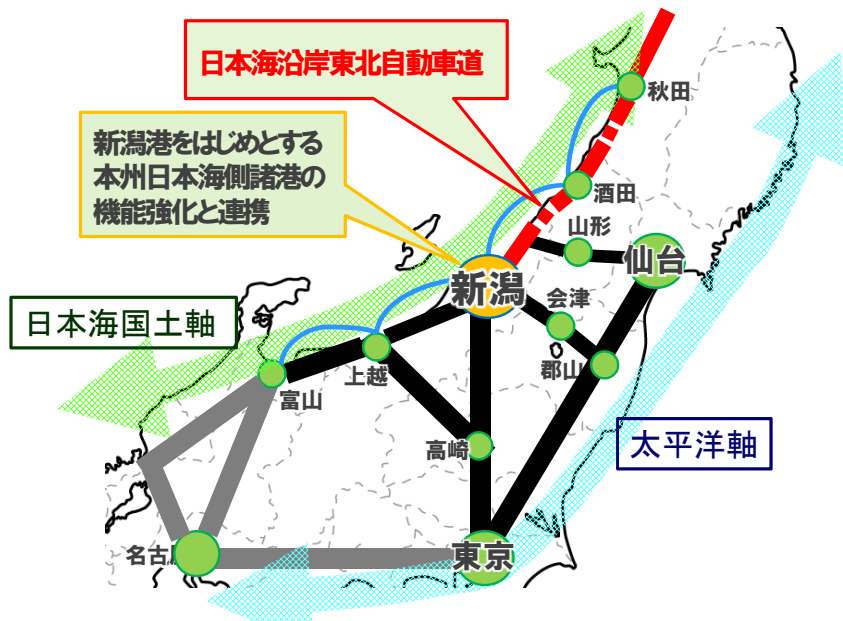 日本海沿岸東北自動車道
秋田
新潟港をはじめとする
本州日本海側諸港の
機能強化と連携
酒田
山形
仙台
新潟
会津
日本海国土軸
郡山
上越
富山
高崎
太平洋軸
名古屋
東京